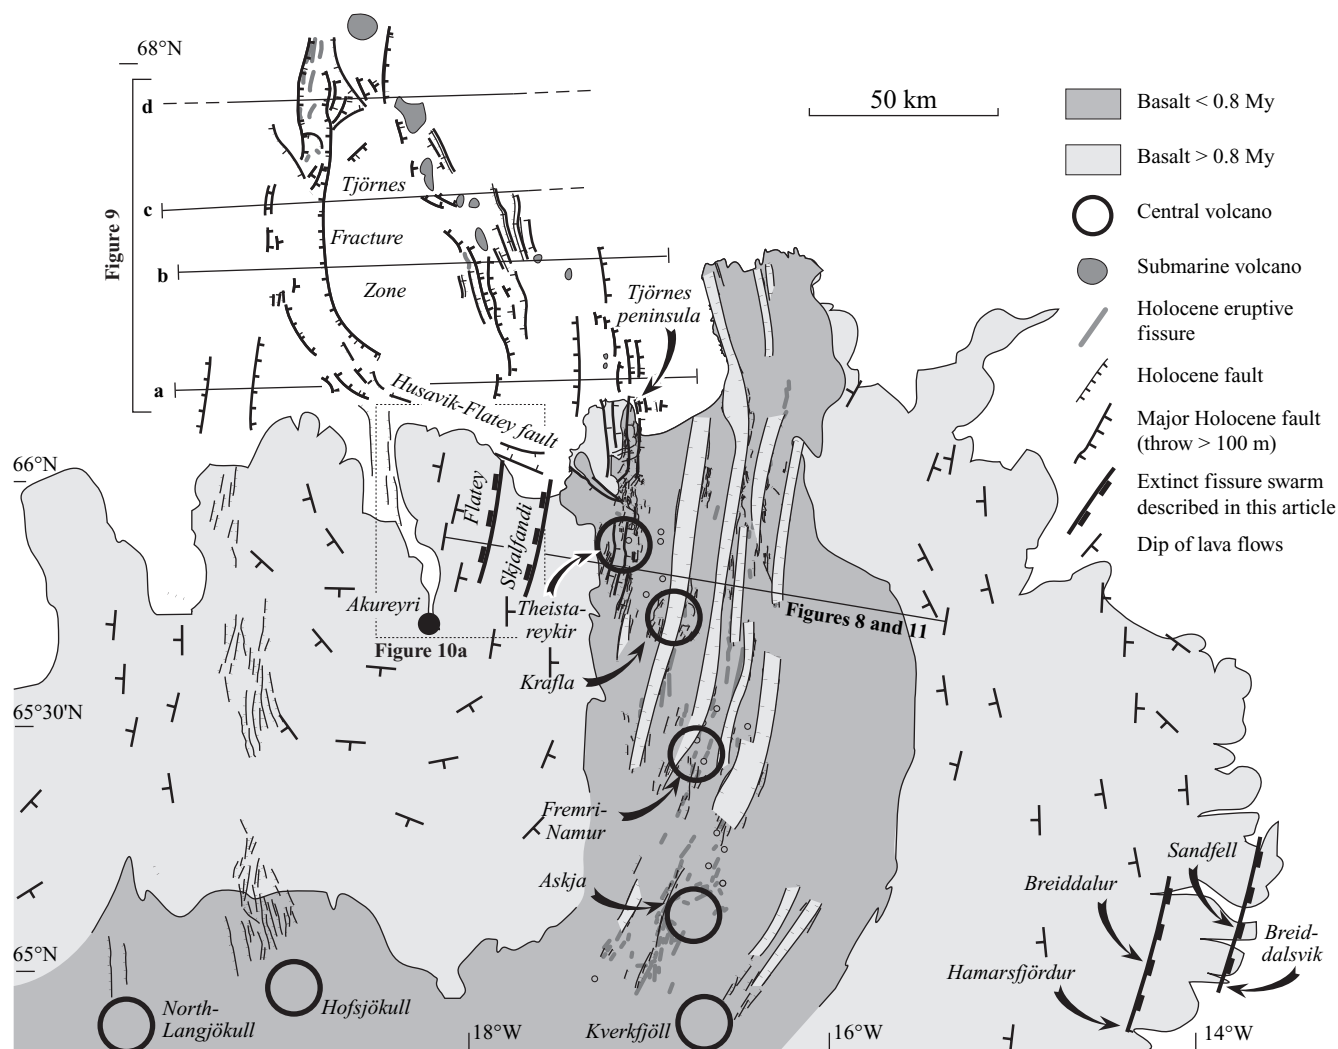 68°N
d
50 km
Basalt < 0.8 My
Basalt > 0.8 My
Central volcano
Submarine volcano
Holocene eruptive
fissure
Holocene fault
Major Holocene fault
(throw > 100 m)
Extinct fissure swarm
described in this article
Dip of lava flows
Figure 9
Tjörnes
c
Fracture
b
Zone
Tjörnes
peninsula
a
Husavik-Flatey fault
66°N
Flatey
Skjalfandi
Akureyri
Theista-
reykir
Figures 8 and 11
Figure 10a
Krafla
65°30'N
Fremri-
Namur
Askja
Sandfell
Breiddalur
Breid-
dalsvik
65°N
Hamarsfjördur
North-
Langjökull
Hofsjökull
Kverkfjöll
18°W
16°W
14°W